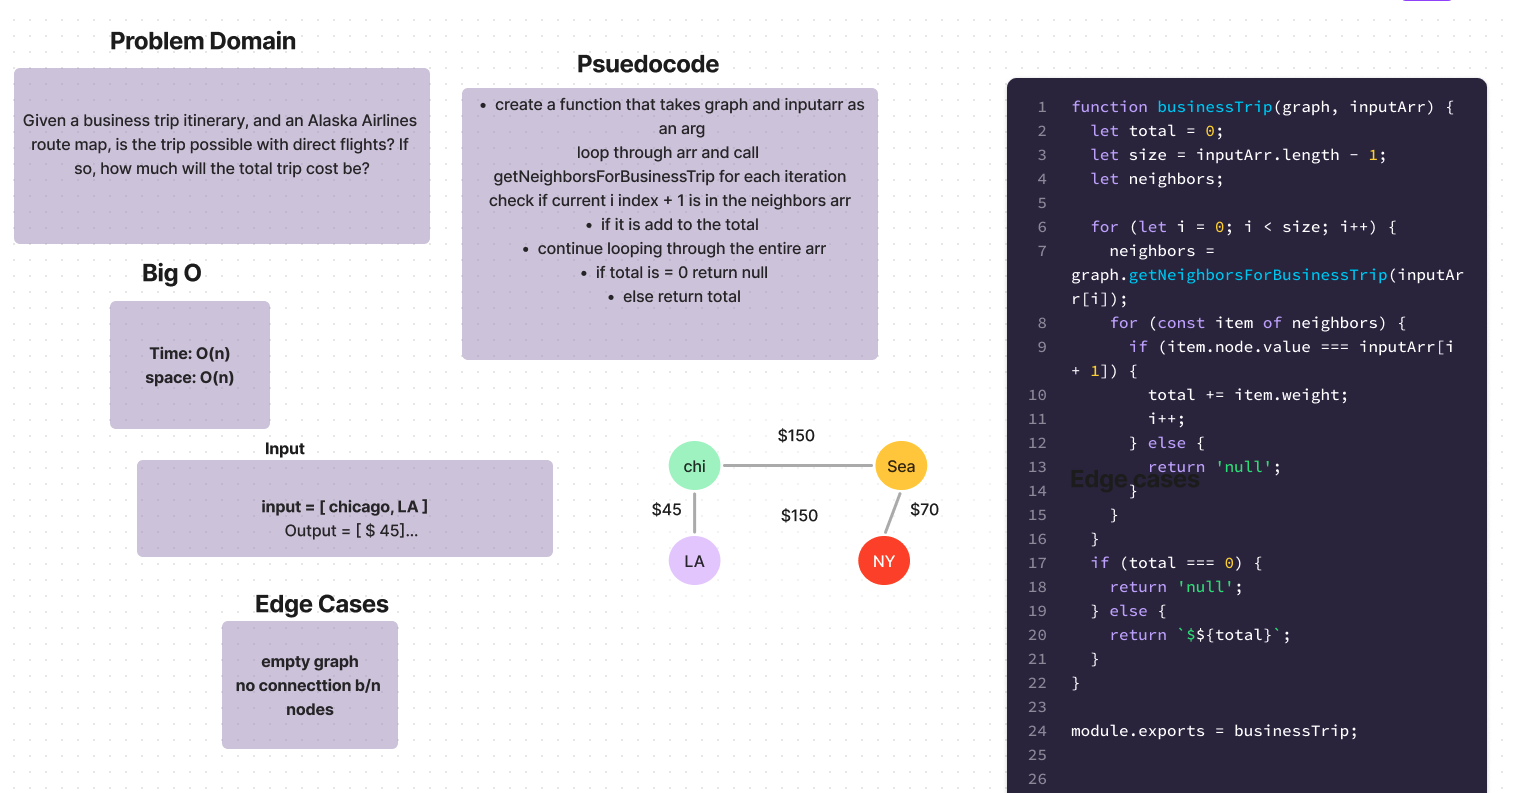 Problem Domain
Given a business trip itinerary, and an Alaska Airlines
route map, is the trip possible with direct flights? If
so, how much will the total trip cost be?
Big O
Time: O(n)
space: O(n)
Input
input = [ chicago, LA ]
Output = [ $ 45]...
Edge Cases
empty graph
no connecttion b/n
nodes
Psuedocode
• create a function that takes graph and inputarr as
an arg
loop through arr and call
getNeighborsForBusinessTrip for each iteration
check if current i index + 1 is in the neighbors arr
• if it is add to the total
• continue looping through the entire arr
• if total is = 0 return null
• else return total
$150
chi
Sea
$45
$150
$70
LA
NY
1 function businessTrip(graph, inputArr) {
2 let total = 0;
3 let size = inputArr.length - 1;
4 let neighbors;
5
6 for (let i = 0; i < size; i++) {
7 neighbors =
graph.getNeighborsForBusinessTrip(inputAr
r[i]);
8 for (const item of neighbors) {
9 if (item.node.value === inputArr[i
+ 1]) {
10 total += item.weight;
11 i++;
12 } else {
13 return 'null';
Edge cases
14 }
15 }
16 }
17 if (total === 0) {
18 return 'null';
19 } else {
20 return `$${total}`;
21 }
22 }
23
24 module.exports = businessTrip;
25
26